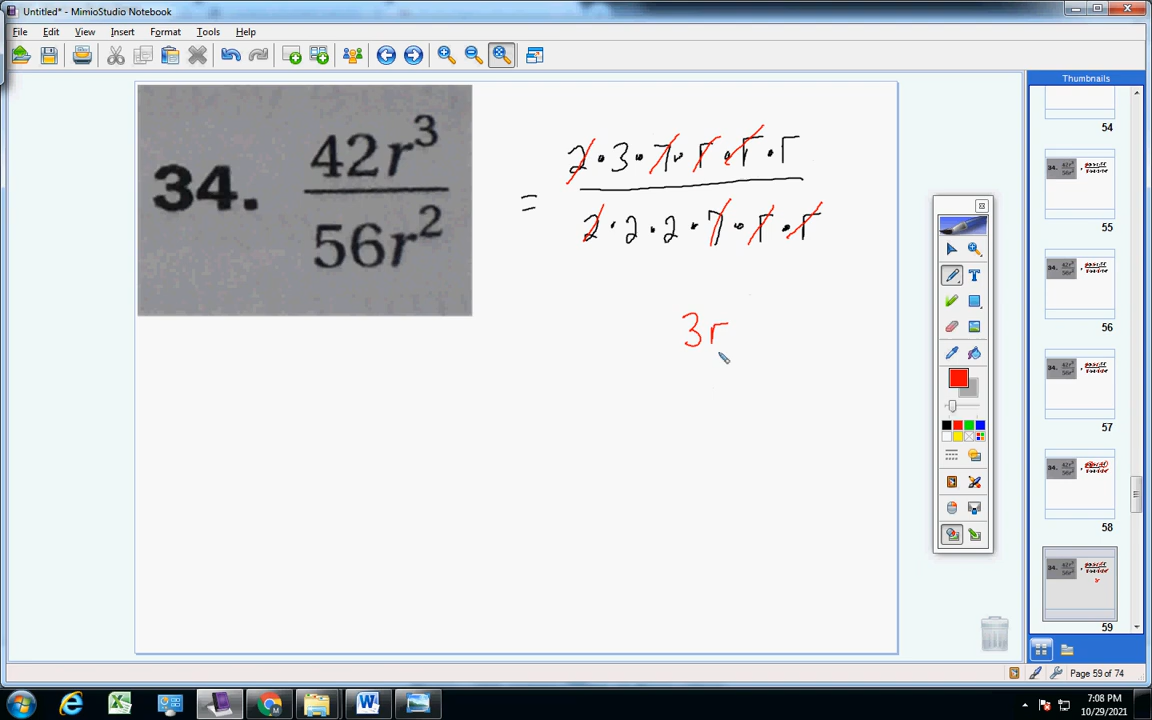 Untitled* - MimioStudio Notebook
File Edit View Insert Format Tools Help
Thumbnails
34. 42r³
56r²
= 2·3·7·r·r·r
2·2·2·7·r·r
3r
54
55
56
57
58
59
Page 59 of 74
7:08 PM
10/29/2021